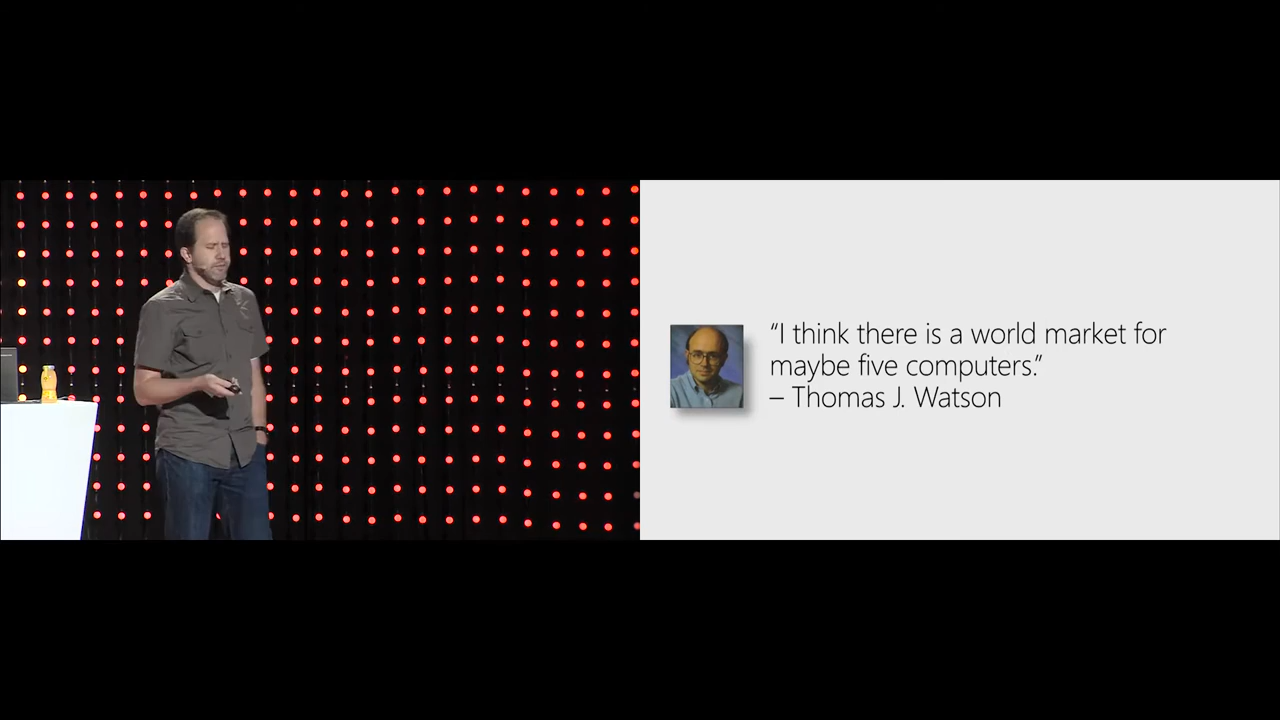 “I think there is a world market for
maybe five computers.”
– Thomas J. Watson